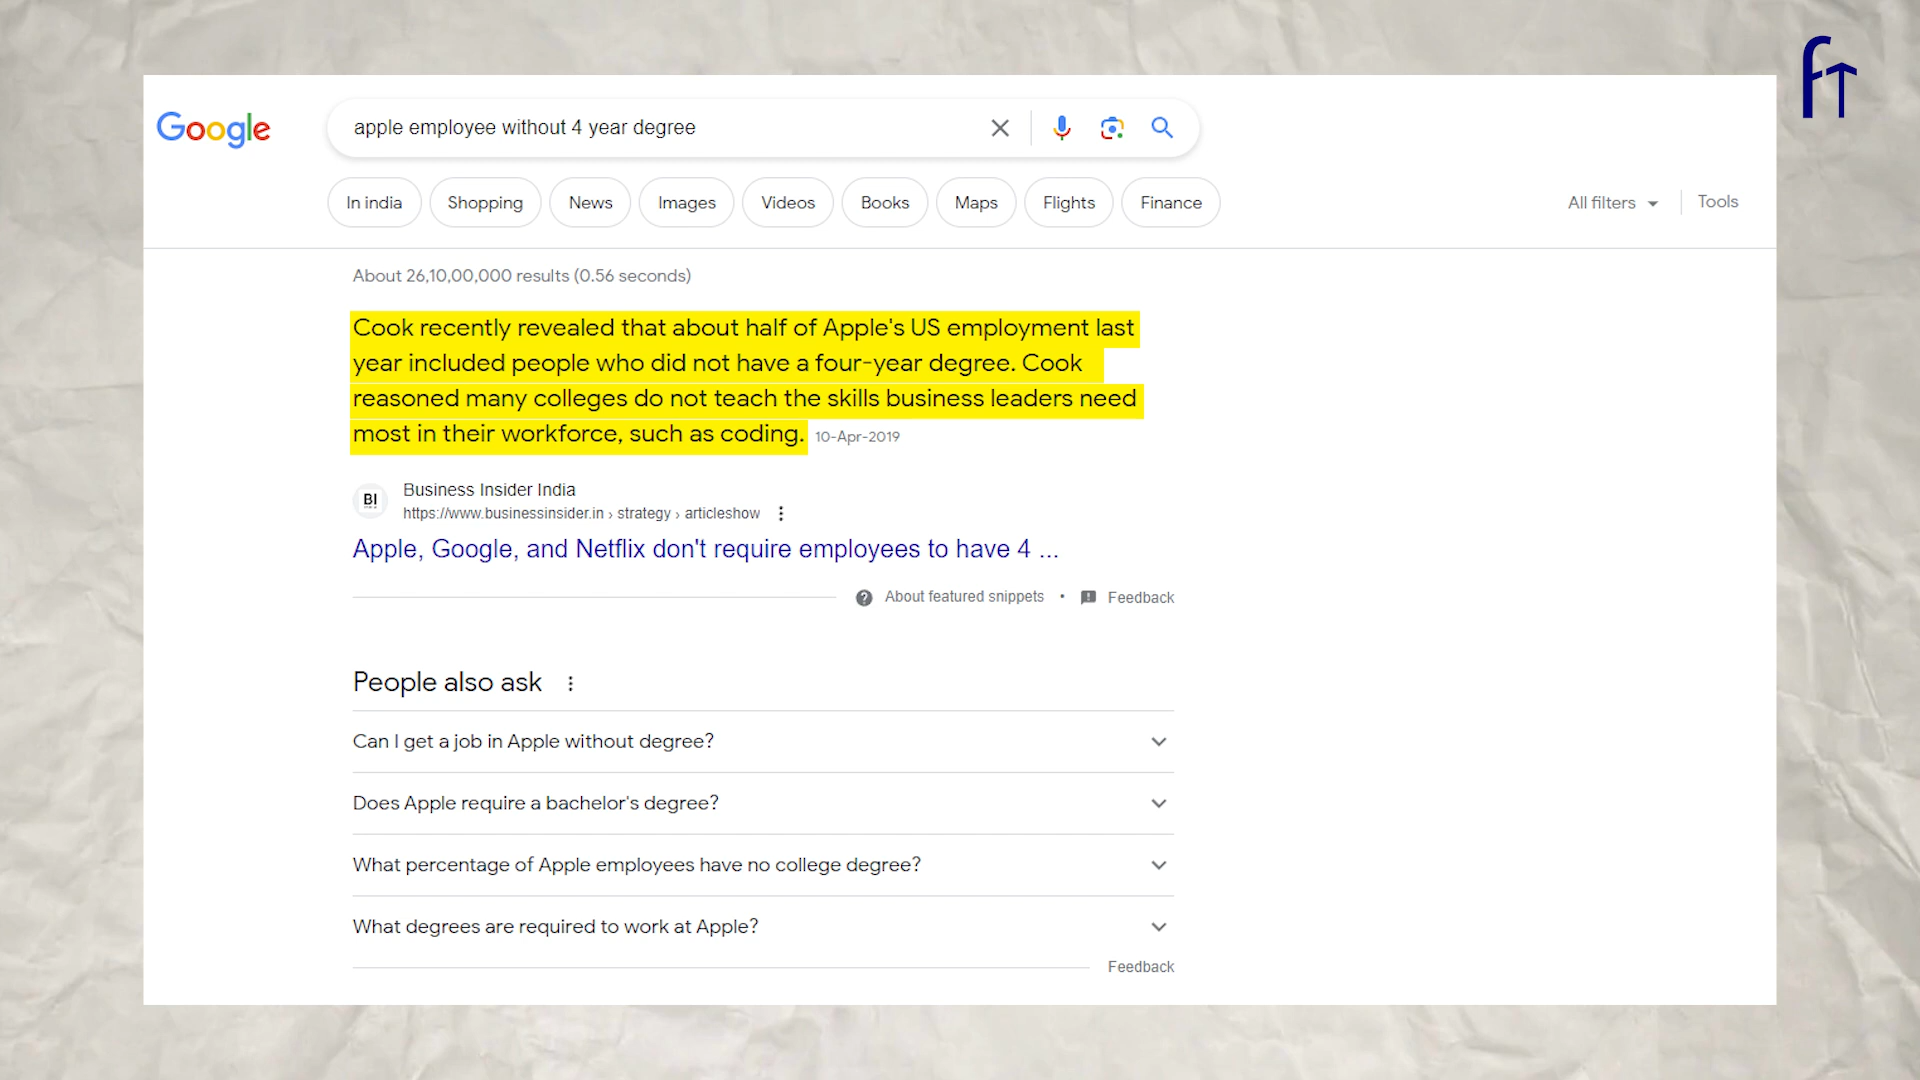 fT
Google
apple employee without 4 year degree
In india
Shopping
News
Images
Videos
Books
Maps
Flights
Finance
All filters
Tools
About 26,10,00,000 results (0.56 seconds)
Cook recently revealed that about half of Apple's US employment last
year included people who did not have a four-year degree. Cook
reasoned many colleges do not teach the skills business leaders need
most in their workforce, such as coding. 10-Apr-2019
BI
Business Insider India
https://www.businessinsider.in › strategy › articleshow
Apple, Google, and Netflix don't require employees to have 4 ...
About featured snippets • Feedback
People also ask
Can I get a job in Apple without degree?
Does Apple require a bachelor's degree?
What percentage of Apple employees have no college degree?
What degrees are required to work at Apple?
Feedback